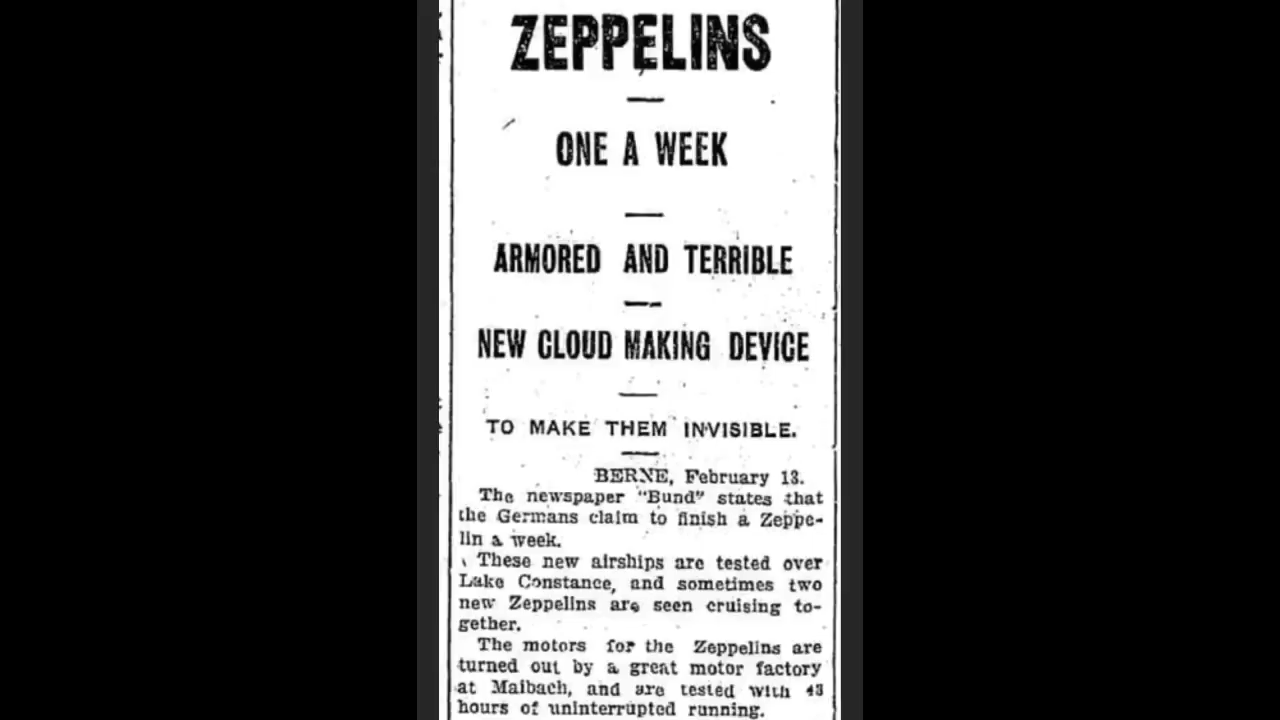 ZEPPELINS
ONE A WEEK
ARMORED AND TERRIBLE
NEW CLOUD MAKING DEVICE
TO MAKE THEM INVISIBLE.
BERNE, February 13.
The newspaper "Bund" states that
the Germans claim to finish a Zeppe-
lin a week.
These new airships are tested over
Lake Constance, and sometimes two
new Zeppelins are seen cruising to-
gether.
The motors for the Zeppelins are
turned out by a great motor factory
at Maibach, and are tested with 43
hours of uninterrupted running.